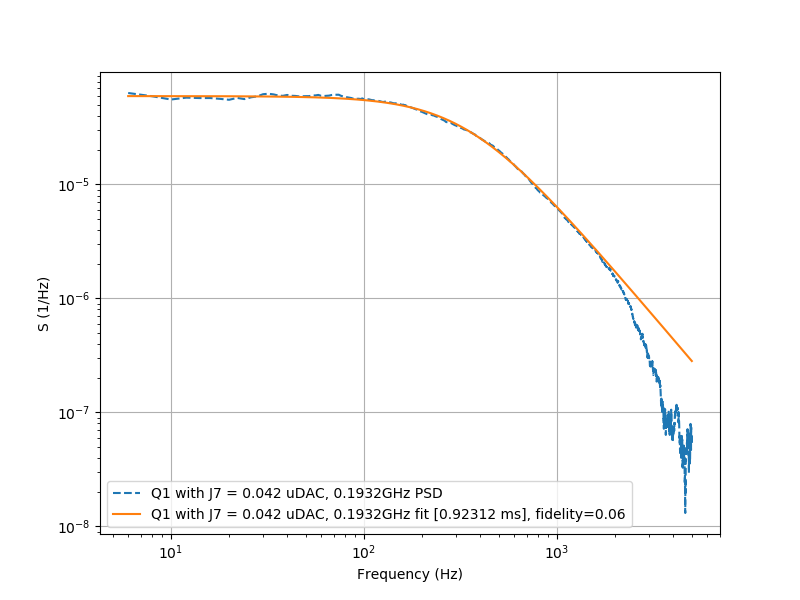 S (1/Hz)
10⁻⁵
10⁻⁶
10⁻⁷
10⁻⁸
Q1 with J7 = 0.042 uDAC, 0.1932GHz PSD
Q1 with J7 = 0.042 uDAC, 0.1932GHz fit [0.92312 ms], fidelity=0.06
10¹ 10² 10³
Frequency (Hz)